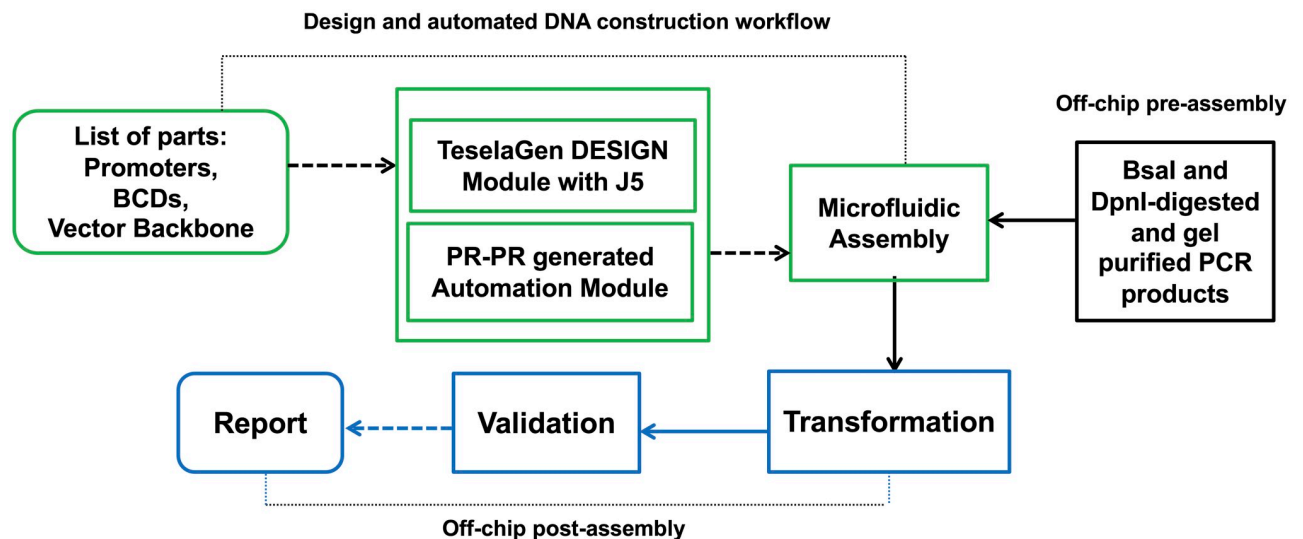 Design and automated DNA construction workflow
List of parts:
Promoters,
BCDs,
Vector Backbone
TeselaGen DESIGN
Module with J5
PR-PR generated
Automation Module
Microfluidic
Assembly
Off-chip pre-assembly
BsaI and
DpnI-digested
and gel
purified PCR
products
Report
Validation
Transformation
Off-chip post-assembly